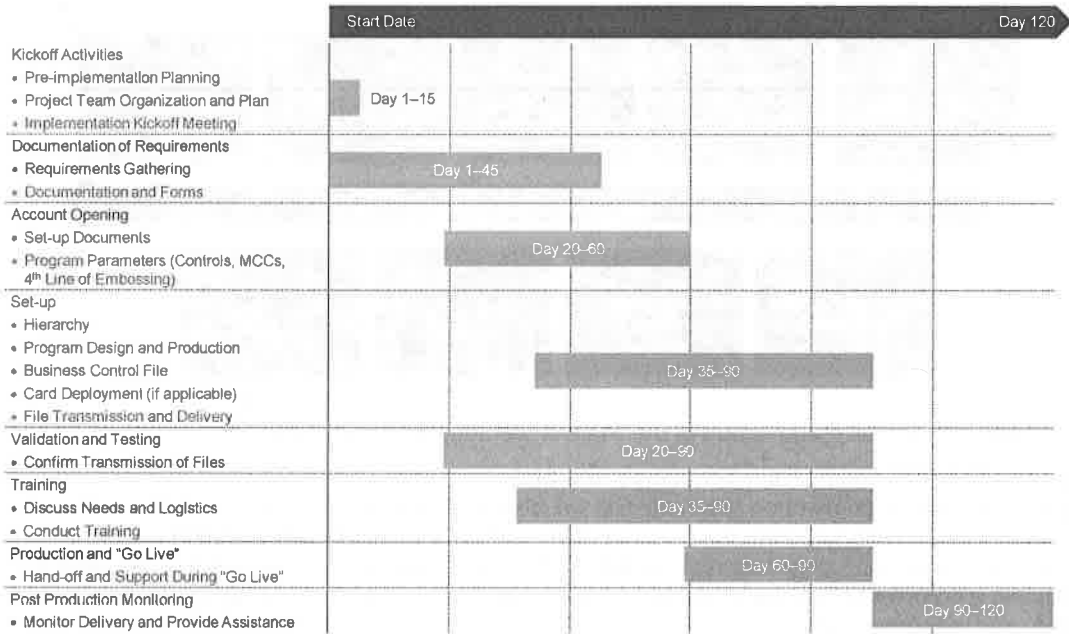 Start Date
Day 120
Kickoff Activities
• Pre-implementation Planning
• Project Team Organization and Plan
• Implementation Kickoff Meeting
Day 1–15
Documentation of Requirements
• Requirements Gathering
• Documentation and Forms
Day 1–45
Account Opening
• Set-up Documents
• Program Parameters (Controls, MCCs,
4th Line of Embossing)
Day 20–60
Set-up
• Hierarchy
• Program Design and Production
• Business Control File
• Card Deployment (if applicable)
• File Transmission and Delivery
Day 35–90
Validation and Testing
• Confirm Transmission of Files
Day 20–90
Training
• Discuss Needs and Logistics
• Conduct Training
Day 35–90
Production and "Go Live"
• Hand-off and Support During "Go Live"
Day 60–90
Post Production Monitoring
• Monitor Delivery and Provide Assistance
Day 90–120